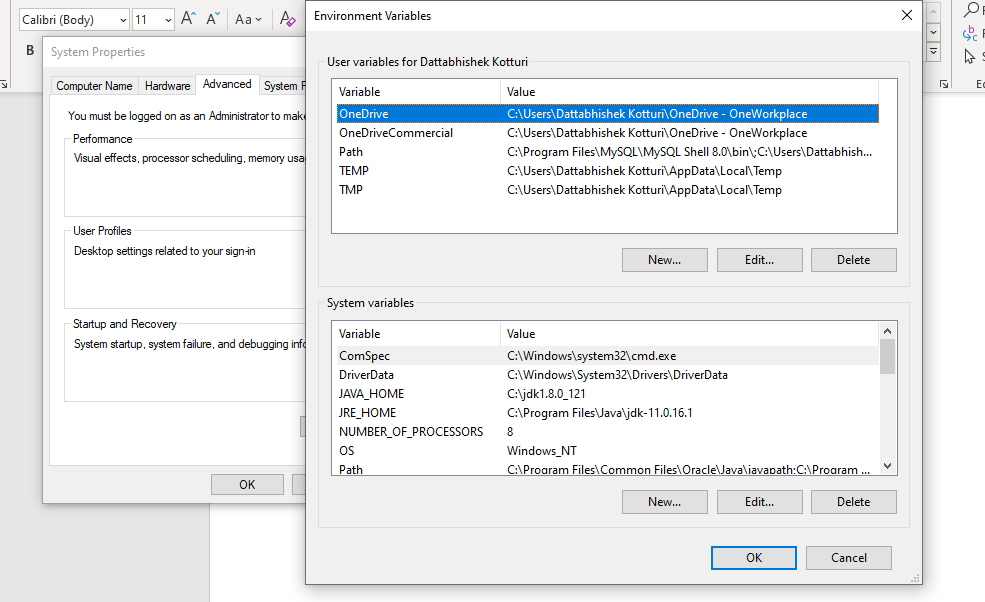 Calibri (Body) 11 A A Aa A
B
System Properties
Computer Name Hardware Advanced System
You must be logged on as an Administrator to make
Performance
Visual effects, processor scheduling, memory usa
User Profiles
Desktop settings related to your sign-in
Startup and Recovery
System startup, system failure, and debugging info
OK
Environment Variables
User variables for Dattabhishek Kotturi
Variable Value
OneDrive C:\Users\Dattabhishek Kotturi\OneDrive - OneWorkplace
OneDriveCommercial C:\Users\Dattabhishek Kotturi\OneDrive - OneWorkplace
Path C:\Program Files\MySQL\MySQL Shell 8.0\bin\;C:\Users\Dattabhish...
TEMP C:\Users\Dattabhishek Kotturi\AppData\Local\Temp
TMP C:\Users\Dattabhishek Kotturi\AppData\Local\Temp
New... Edit... Delete
System variables
Variable Value
ComSpec C:\Windows\system32\cmd.exe
DriverData C:\Windows\System32\Drivers\DriverData
JAVA_HOME C:\jdk1.8.0_121
JRE_HOME C:\Program Files\Java\jdk-11.0.16.1
NUMBER_OF_PROCESSORS 8
OS Windows_NT
Path C:\Program Files\Common Files\Oracle\Java\javapath;C:\Program ...
New... Edit... Delete
OK Cancel